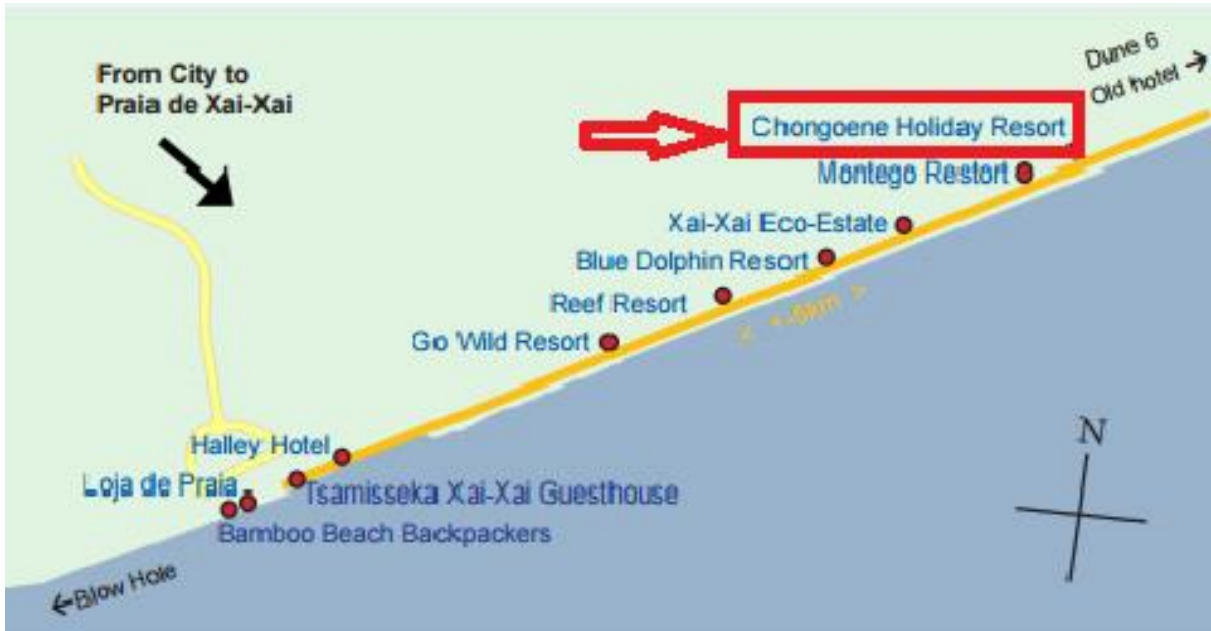 From City to
Praia de Xai-Xai
Dune 6
Old hotel
Chongoene Holiday Resort
Montego Restort
Xai-Xai Eco-Estate
Blue Dolphin Resort
Reef Resort
< +-6km >
Go Wild Resort
Halley Hotel
Loja de Praia
Tsamisseka Xai-Xai Guesthouse
Bamboo Beach Backpackers
Blow Hole
N